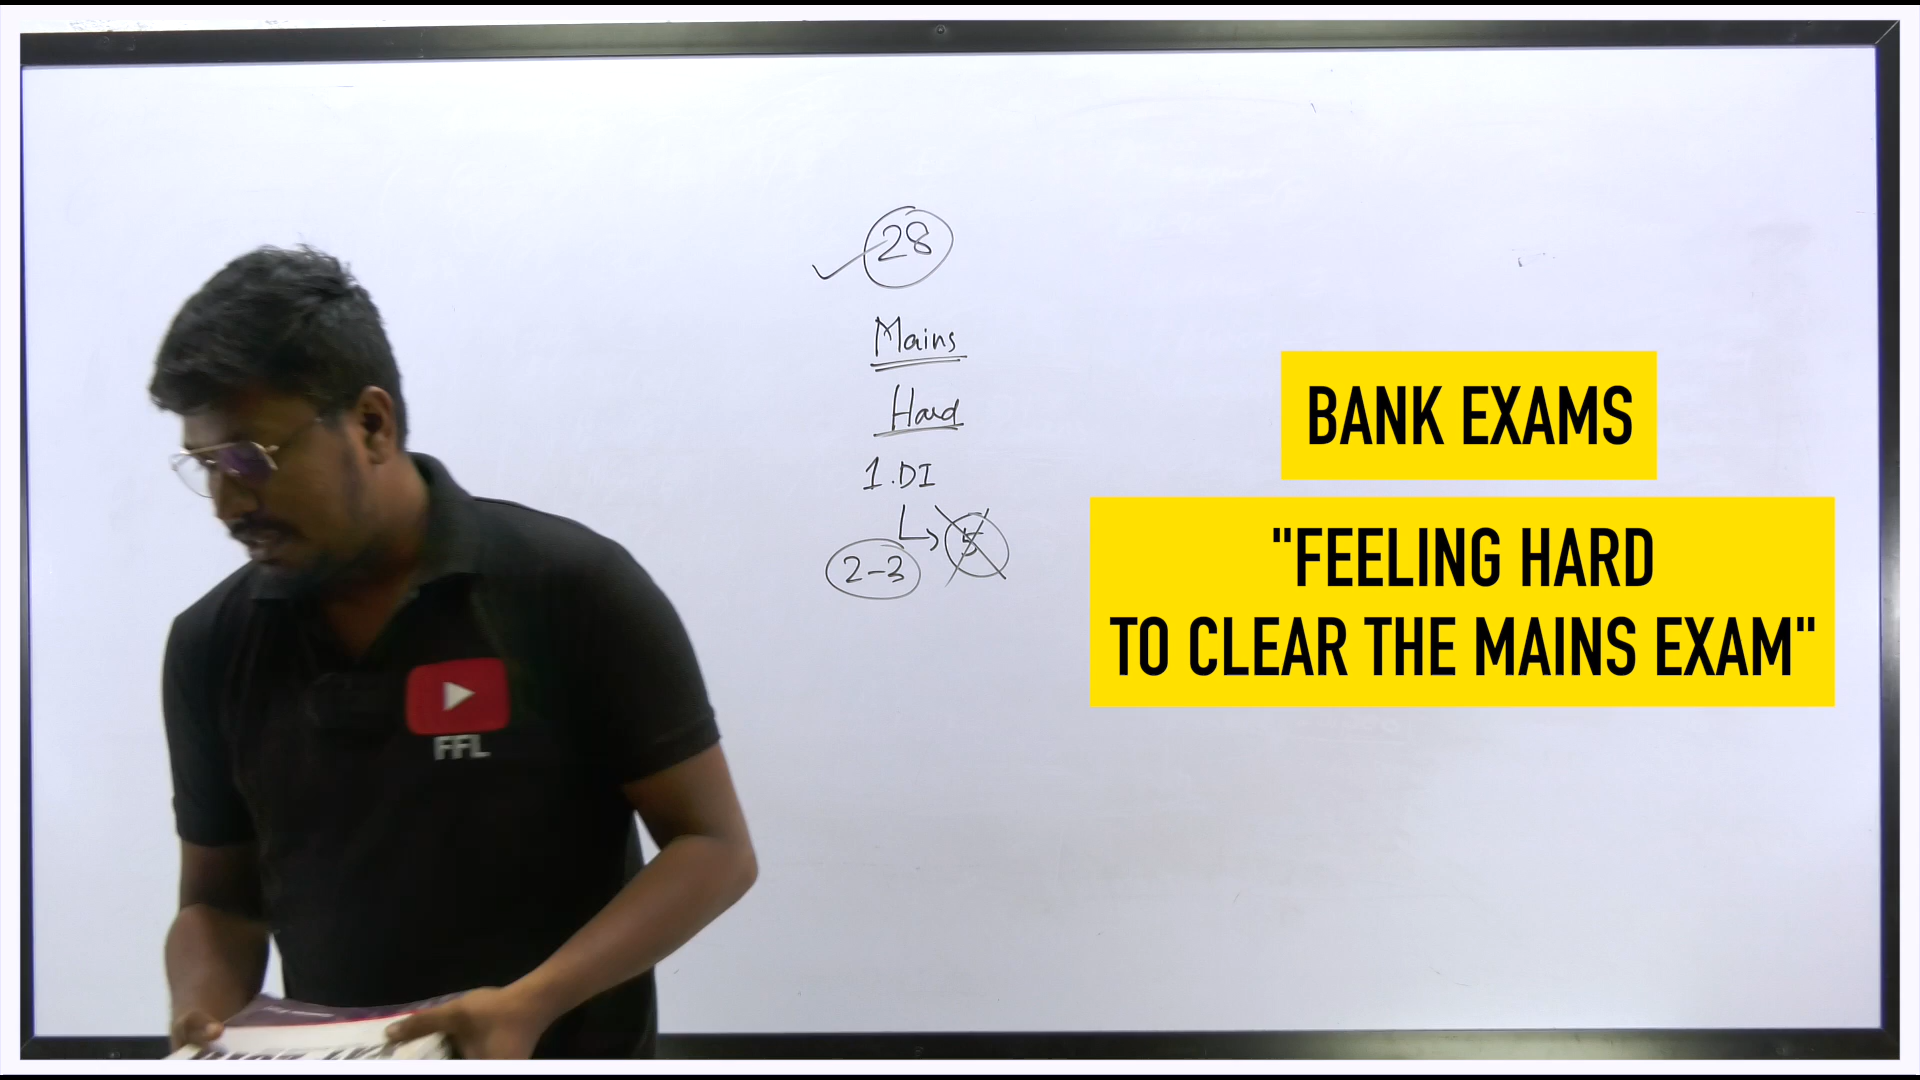 28
Mains
Hard
1. DI
5
2-3
BANK EXAMS
"FEELING HARD
TO CLEAR THE MAINS EXAM"
FFL